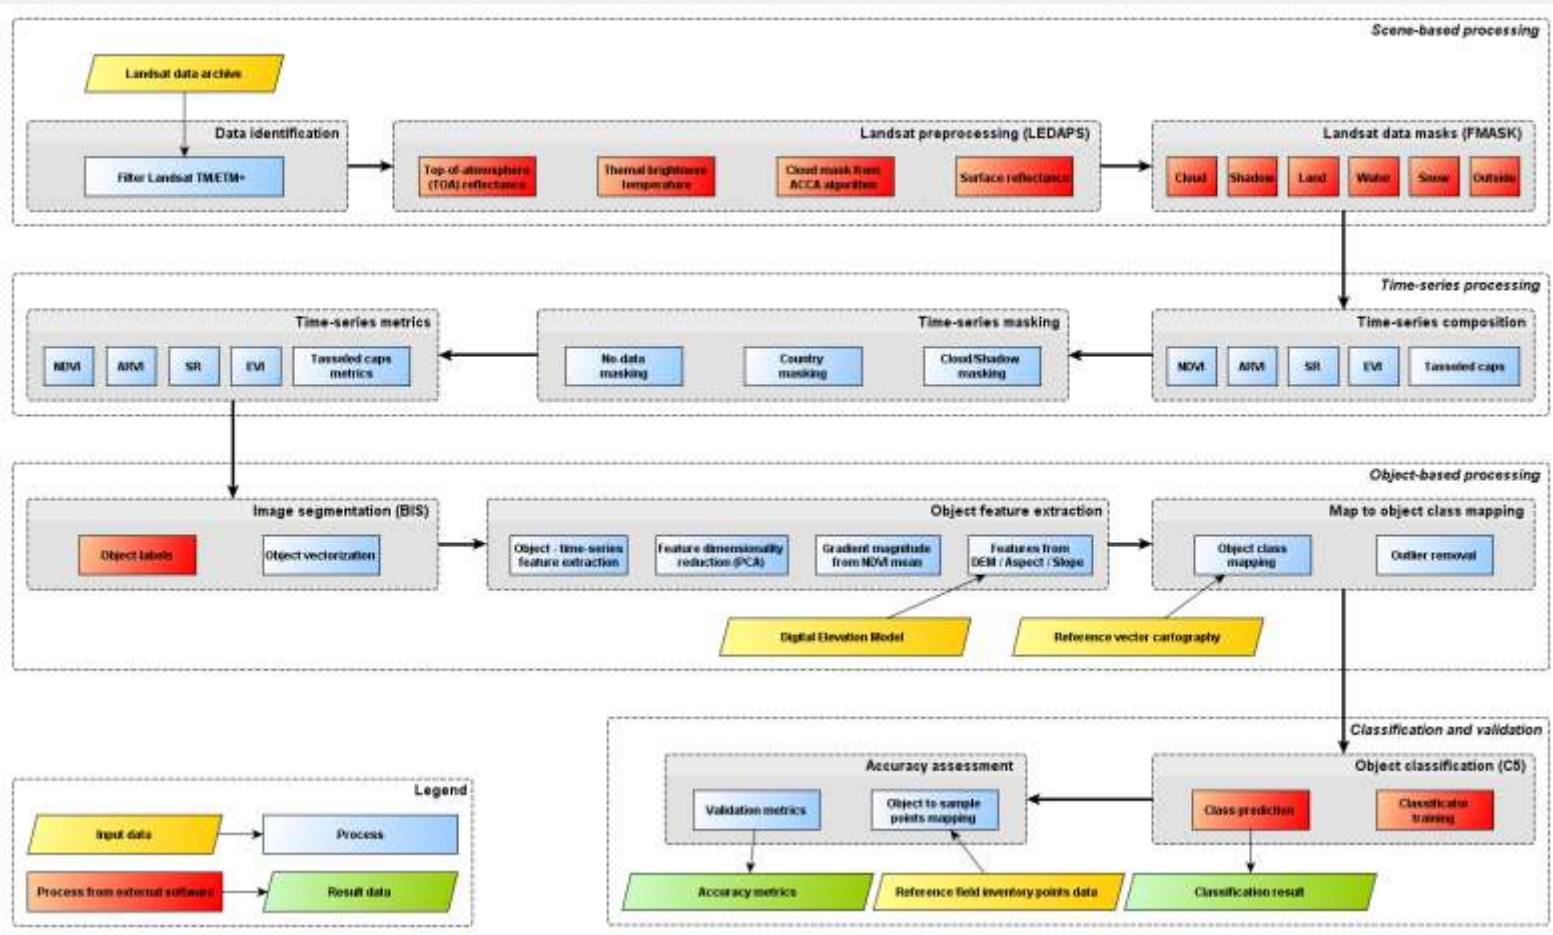 Scene-based processing
Landsat data archive
Data identification
Filter Landsat TM/ETM+
Landsat preprocessing (LEDAPS)
Top-of-atmosphere
(TOA) reflectance
Thermal brightness
temperature
Cloud mask from
ACCA algorithm
Surface reflectance
Landsat data masks (FMASK)
Cloud
Shadow
Land
Water
Snow
Outside
Time-series processing
Time-series metrics
NDVI
ARVI
SR
EVI
Tasseled caps
metrics
Time-series masking
No-data
masking
Country
masking
Cloud/Shadow
masking
Time-series composition
NDVI
ARVI
SR
EVI
Tasseled caps
Object-based processing
Image segmentation (BIS)
Object labels
Object vectorization
Object feature extraction
Object - time-series
feature extraction
Feature dimensionality
reduction (PCA)
Gradient magnitude
from NDVI mean
Features from
DEM / Aspect / Slope
Map to object class mapping
Object class
mapping
Outlier removal
Digital Elevation Model
Reference vector cartography
Classification and validation
Accuracy assessment
Validation metrics
Object to sample
points mapping
Object classification (C5)
Class prediction
Classificator
training
Accuracy metrics
Reference field inventory points data
Classification result
Legend
Input data
Process
Process from external software
Result data